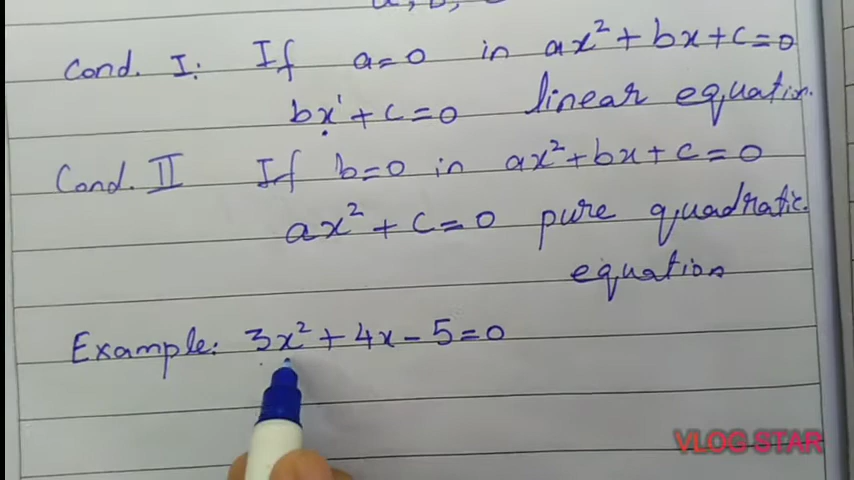 Cond. I: If a=0 in ax²+bx+c=0
bx¹+c=0 linear equation.
Cond. II If b=0 in ax²+bx+c=0
ax²+c=0 pure quadratic.
equation
Example: 3x²+4x-5=0
VLOG STAR